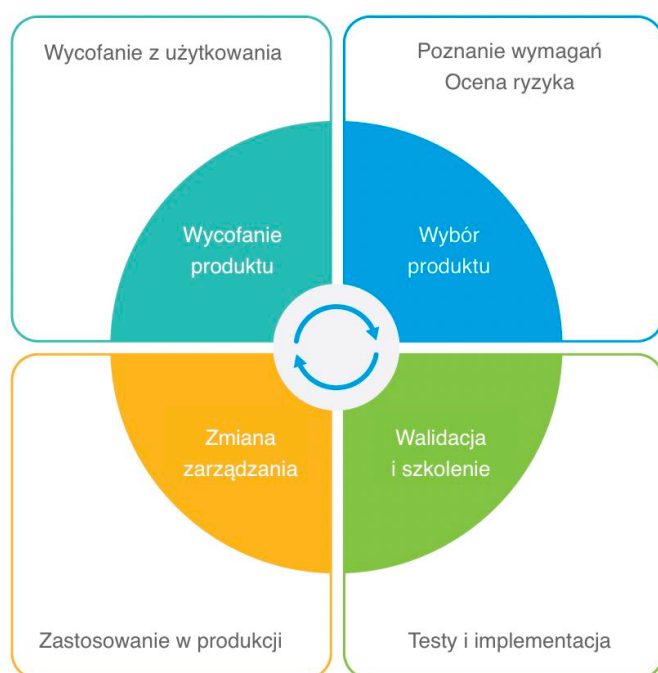 Wycofanie z użytkowania
Poznanie wymagań
Ocena ryzyka
Wycofanie
produktu
Wybór
produktu
Zmiana
zarządzania
Walidacja
i szkolenie
Zastosowanie w produkcji
Testy i implementacja